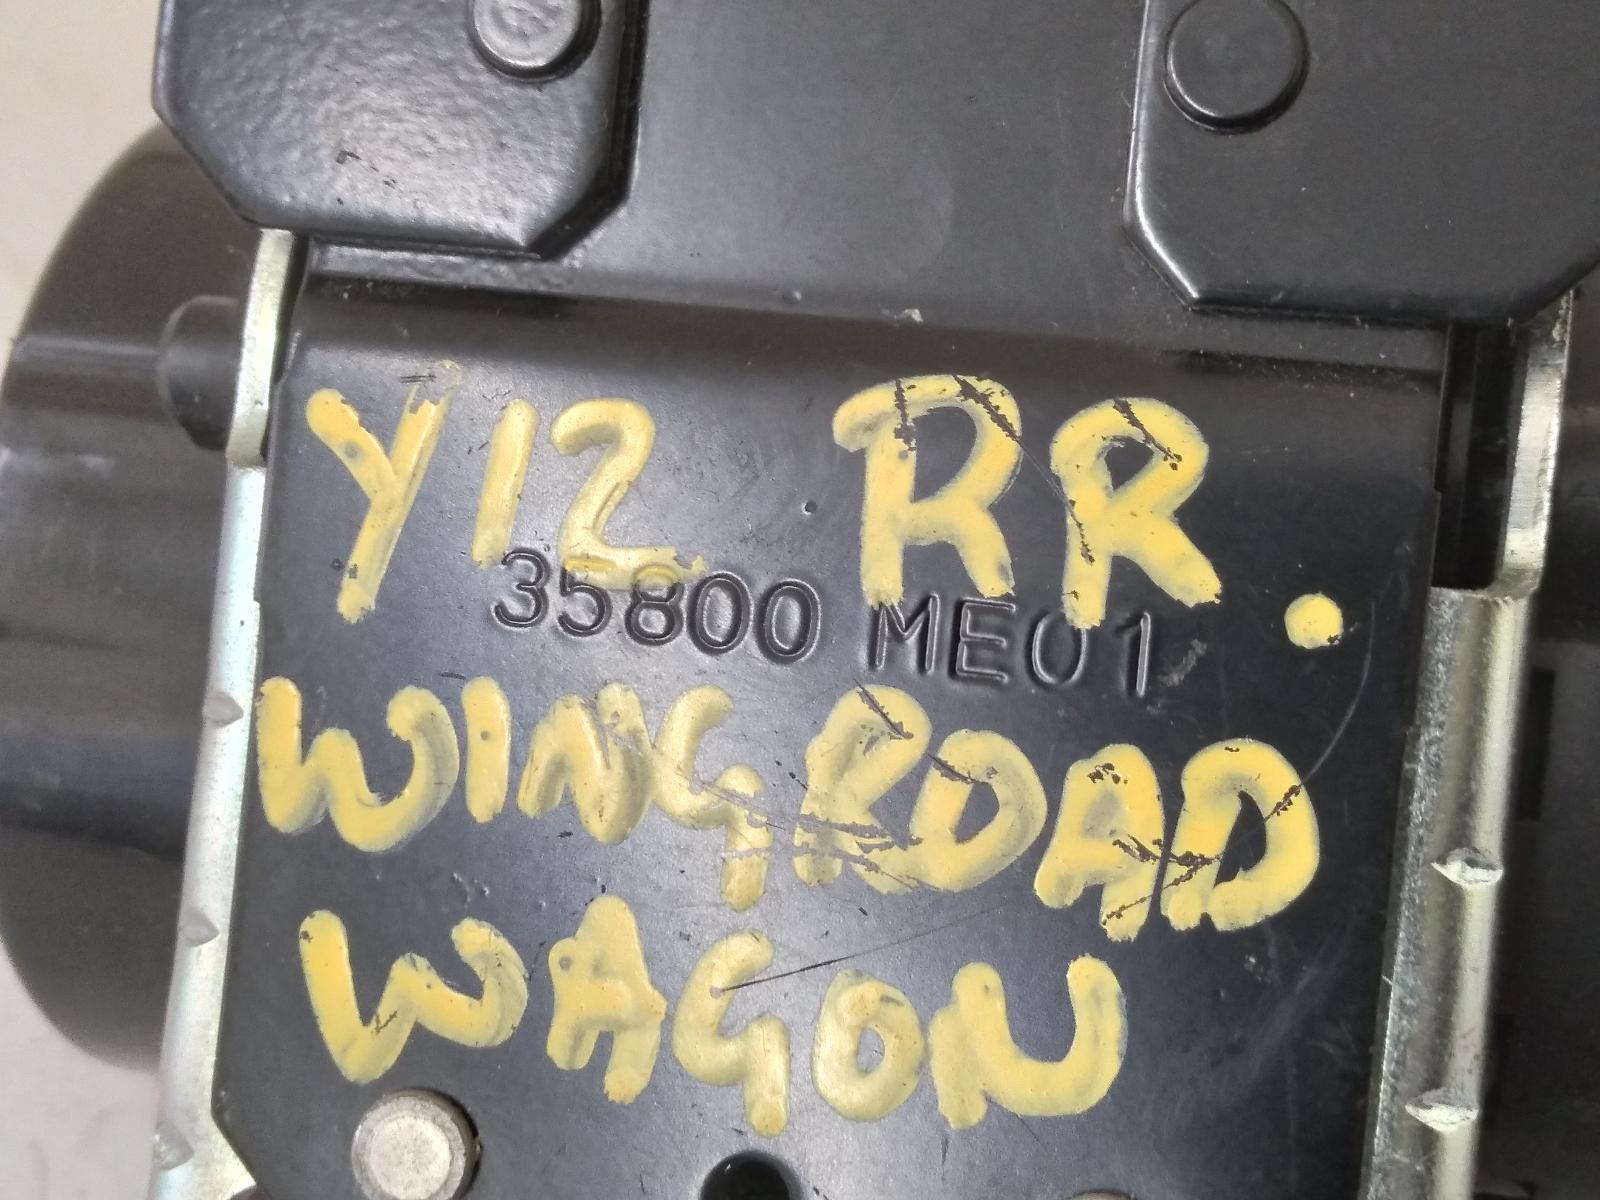 Y12 RR.
35800 ME01
WINGROAD
WAGON